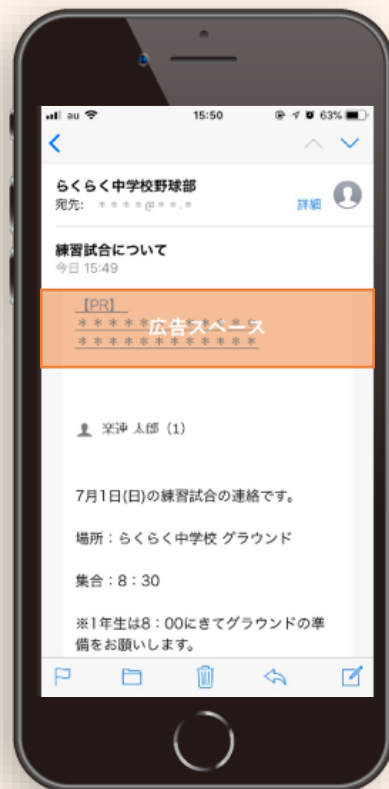 au 15:50 63%
らくらく中学校野球部
宛先: ****@**.* 詳細
練習試合について
今日 15:49
【PR】
************
************
広告スペース
楽連 太郎（1）
7月1日(日)の練習試合の連絡です。
場所：らくらく中学校 グラウンド
集合：8：30
※1年生は8：00にきてグラウンドの準
備をお願いします。